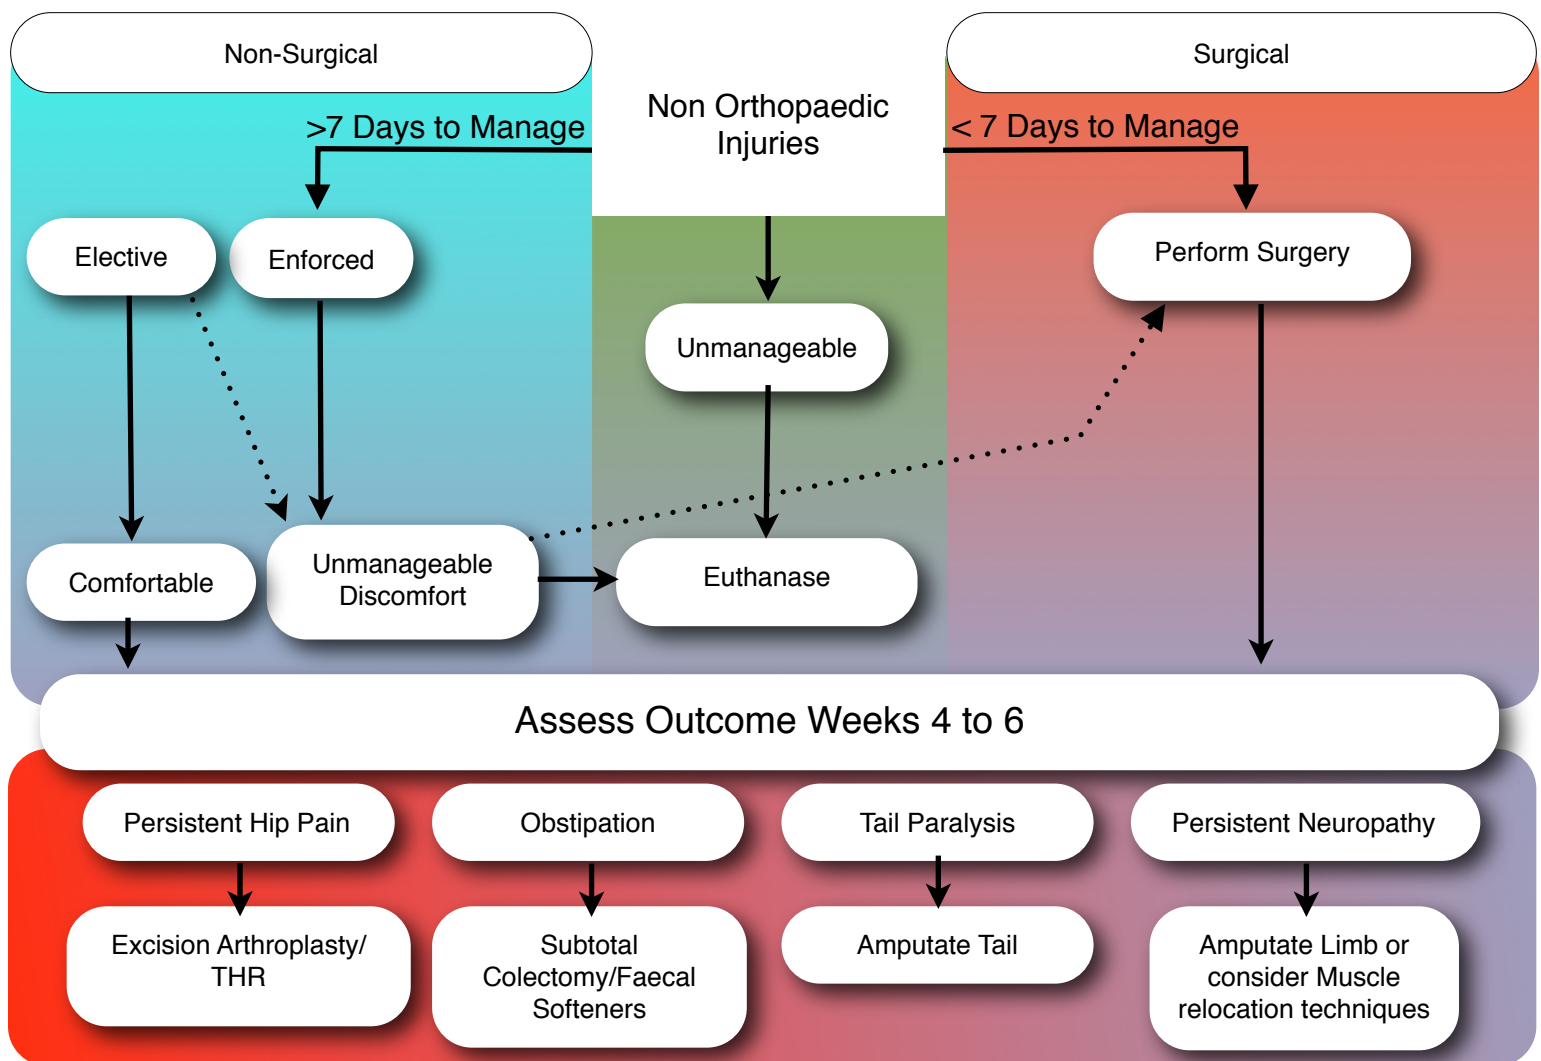 Non-Surgical
Surgical
Non Orthopaedic
Injuries
>7 Days to Manage
< 7 Days to Manage
Elective
Enforced
Perform Surgery
Unmanageable
Comfortable
Unmanageable
Discomfort
Euthanase
Assess Outcome Weeks 4 to 6
Persistent Hip Pain
Obstipation
Tail Paralysis
Persistent Neuropathy
Excision Arthroplasty/
THR
Subtotal
Colectomy/Faecal
Softeners
Amputate Tail
Amputate Limb or
consider Muscle
relocation techniques